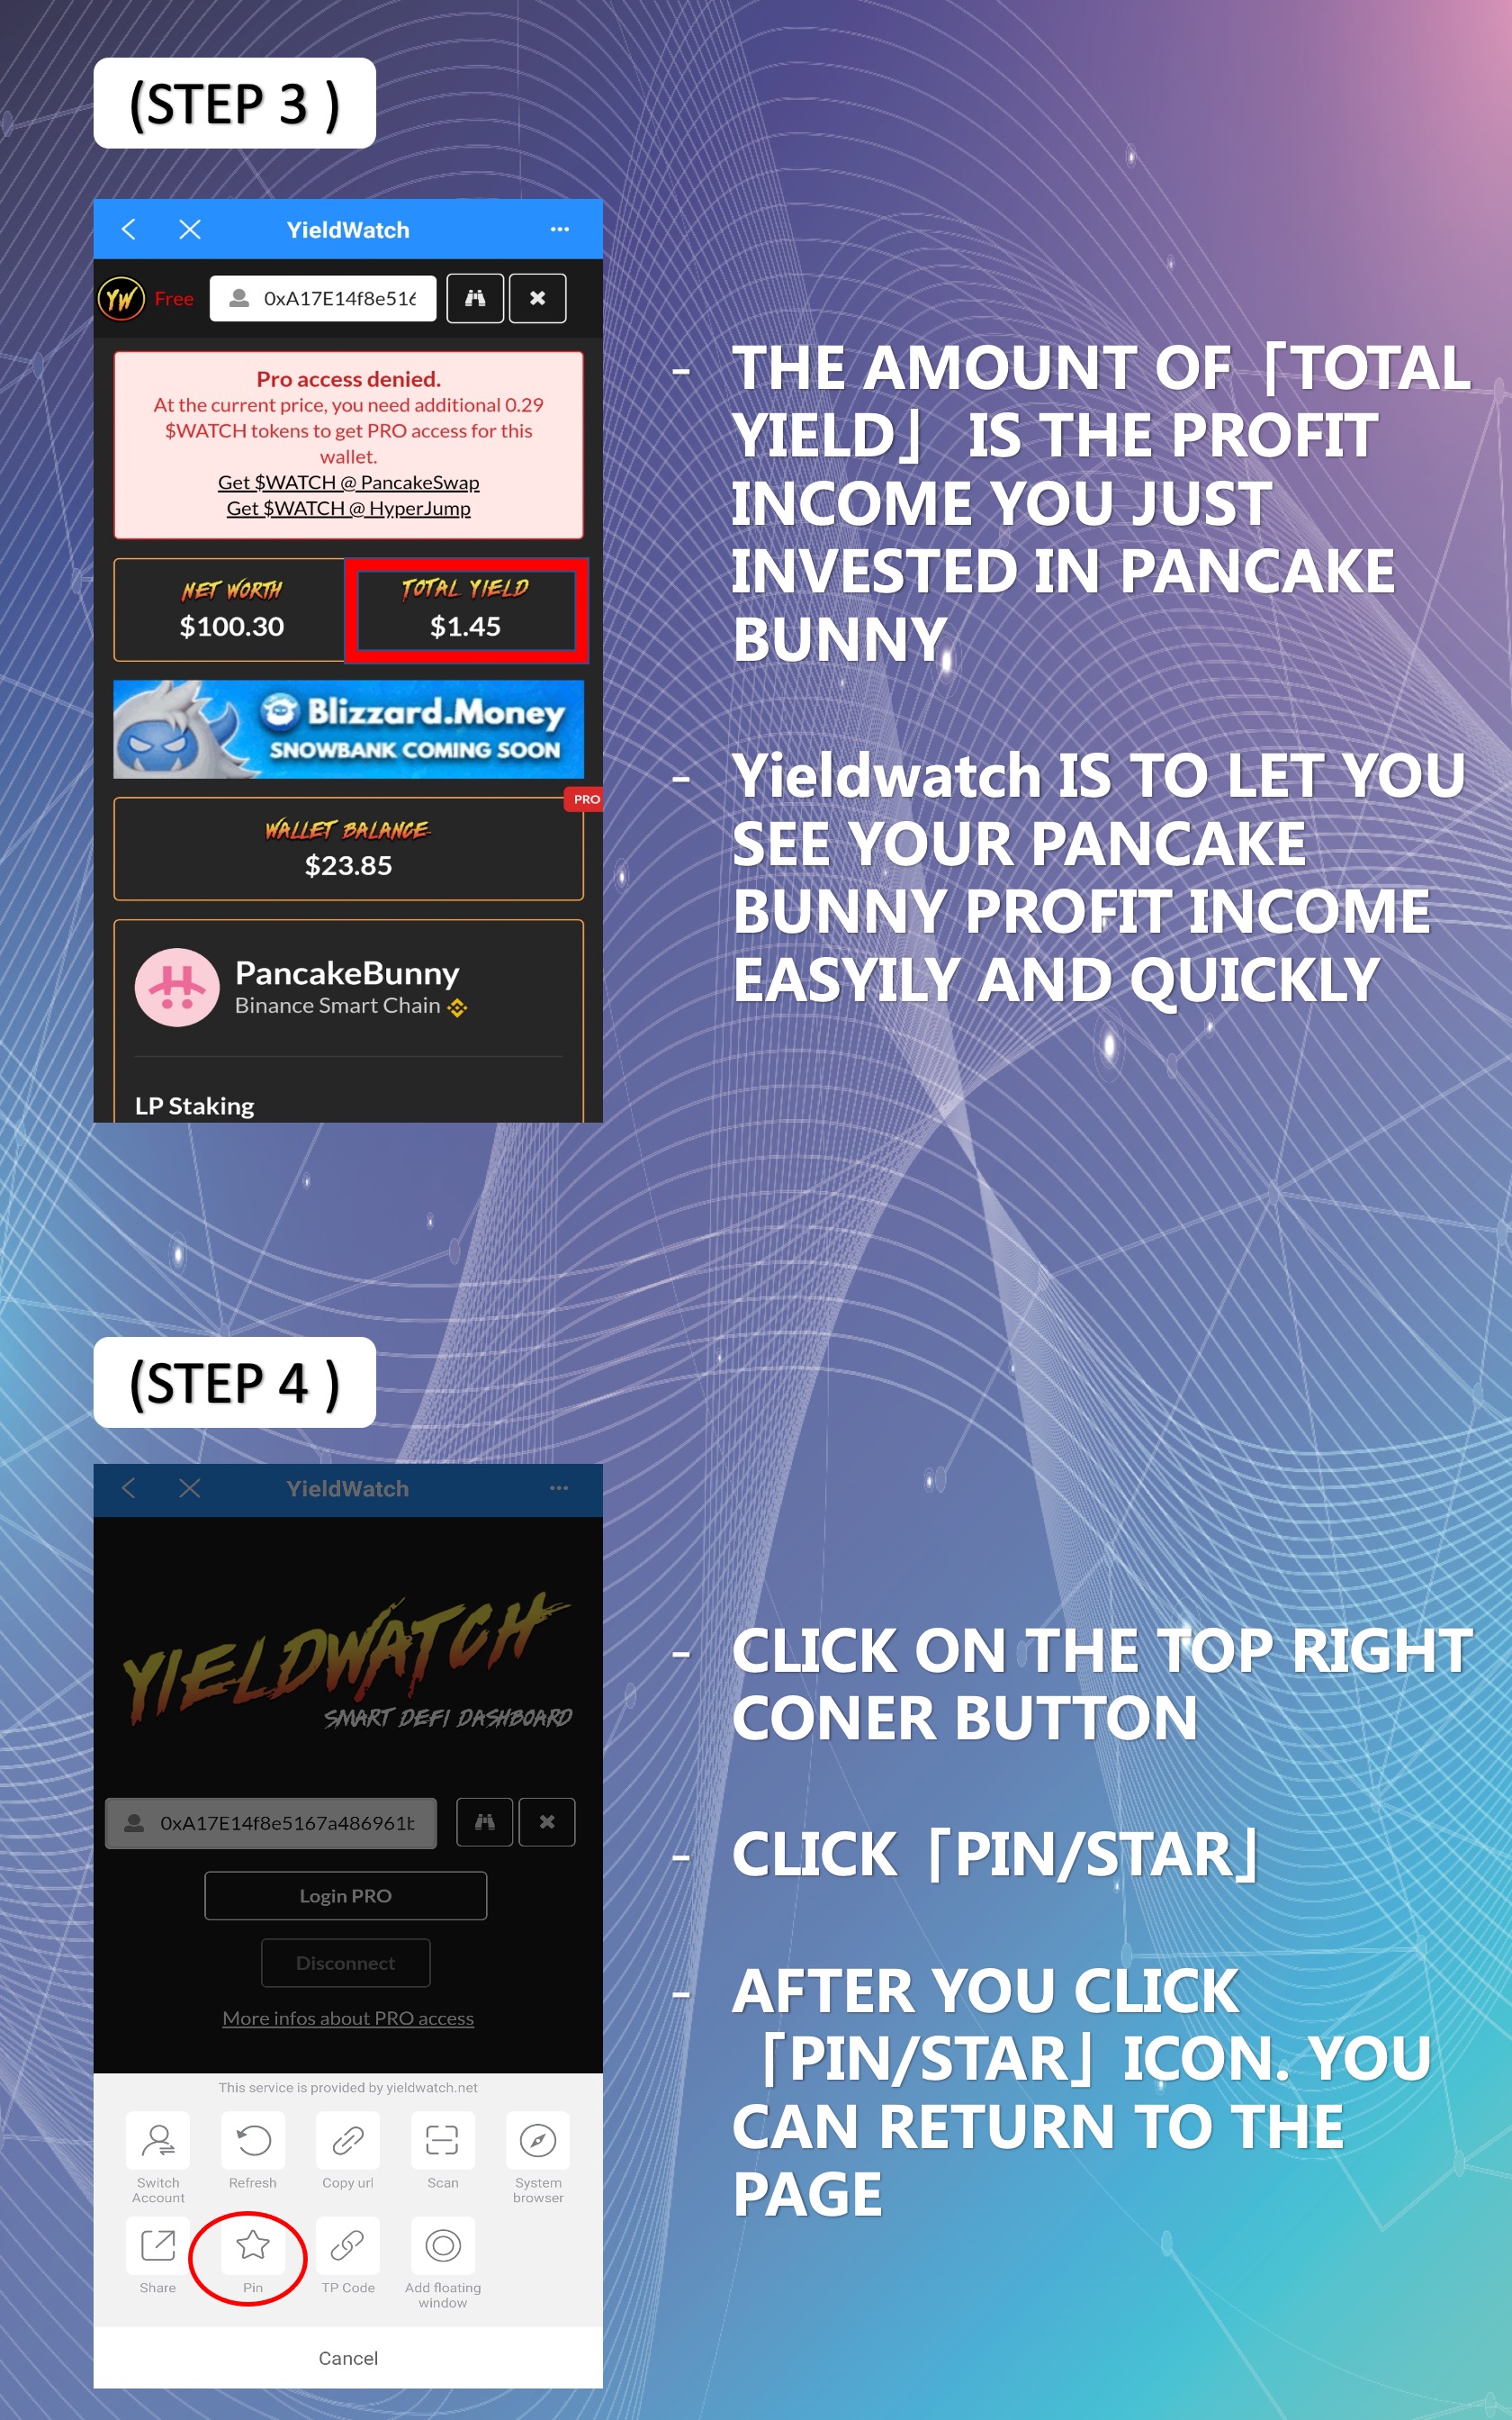 (STEP 3 )
YieldWatch
YW Free 0xA17E14f8e516
Pro access denied.
At the current price, you need additional 0.29
$WATCH tokens to get PRO access for this
wallet.
Get $WATCH @ PancakeSwap
Get $WATCH @ HyperJump
NET WORTH
$100.30
TOTAL YIELD
$1.45
Blizzard.Money
SNOWBANK COMING SOON
PRO
WALLET BALANCE
$23.85
PancakeBunny
Binance Smart Chain
LP Staking
- THE AMOUNT OF「TOTAL
YIELD」 IS THE PROFIT
INCOME YOU JUST
INVESTED IN PANCAKE
BUNNY
- Yieldwatch IS TO LET YOU
SEE YOUR PANCAKE
BUNNY PROFIT INCOME
EASYILY AND QUICKLY
(STEP 4 )
YieldWatch
YIELDWATCH
SMART DEFI DASHBOARD
0xA17E14f8e5167a486961b
Login PRO
Disconnect
More infos about PRO access
This service is provided by yieldwatch.net
Switch
Account
Refresh
Copy url
Scan
System
browser
Share
Pin
TP Code
Add floating
window
Cancel
- CLICK ON THE TOP RIGHT
CONER BUTTON
- CLICK「PIN/STAR」
- AFTER YOU CLICK
「PIN/STAR」ICON. YOU
CAN RETURN TO THE
PAGE